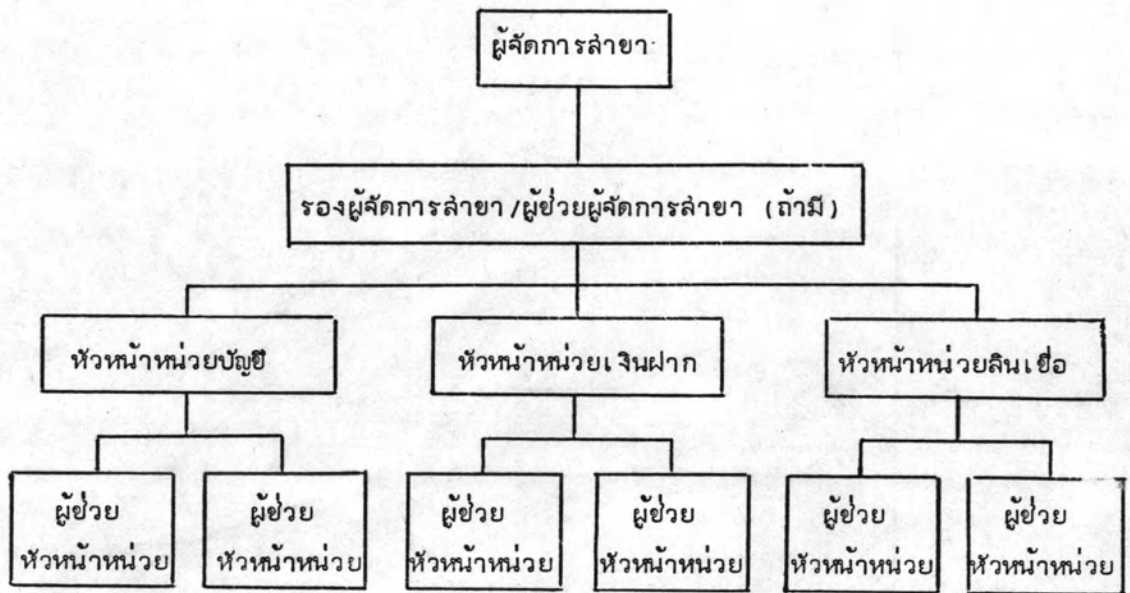 ผู้จัดการสาขา
รองผู้จัดการสาขา/ผู้ช่วยผู้จัดการสาขา (ถ้ามี)
หัวหน้าหน่วยบัญชี
หัวหน้าหน่วยเงินฝาก
หัวหน้าหน่วยสินเชื่อ
ผู้ช่วย
หัวหน้าหน่วย
ผู้ช่วย
หัวหน้าหน่วย
ผู้ช่วย
หัวหน้าหน่วย
ผู้ช่วย
หัวหน้าหน่วย
ผู้ช่วย
หัวหน้าหน่วย
ผู้ช่วย
หัวหน้าหน่วย